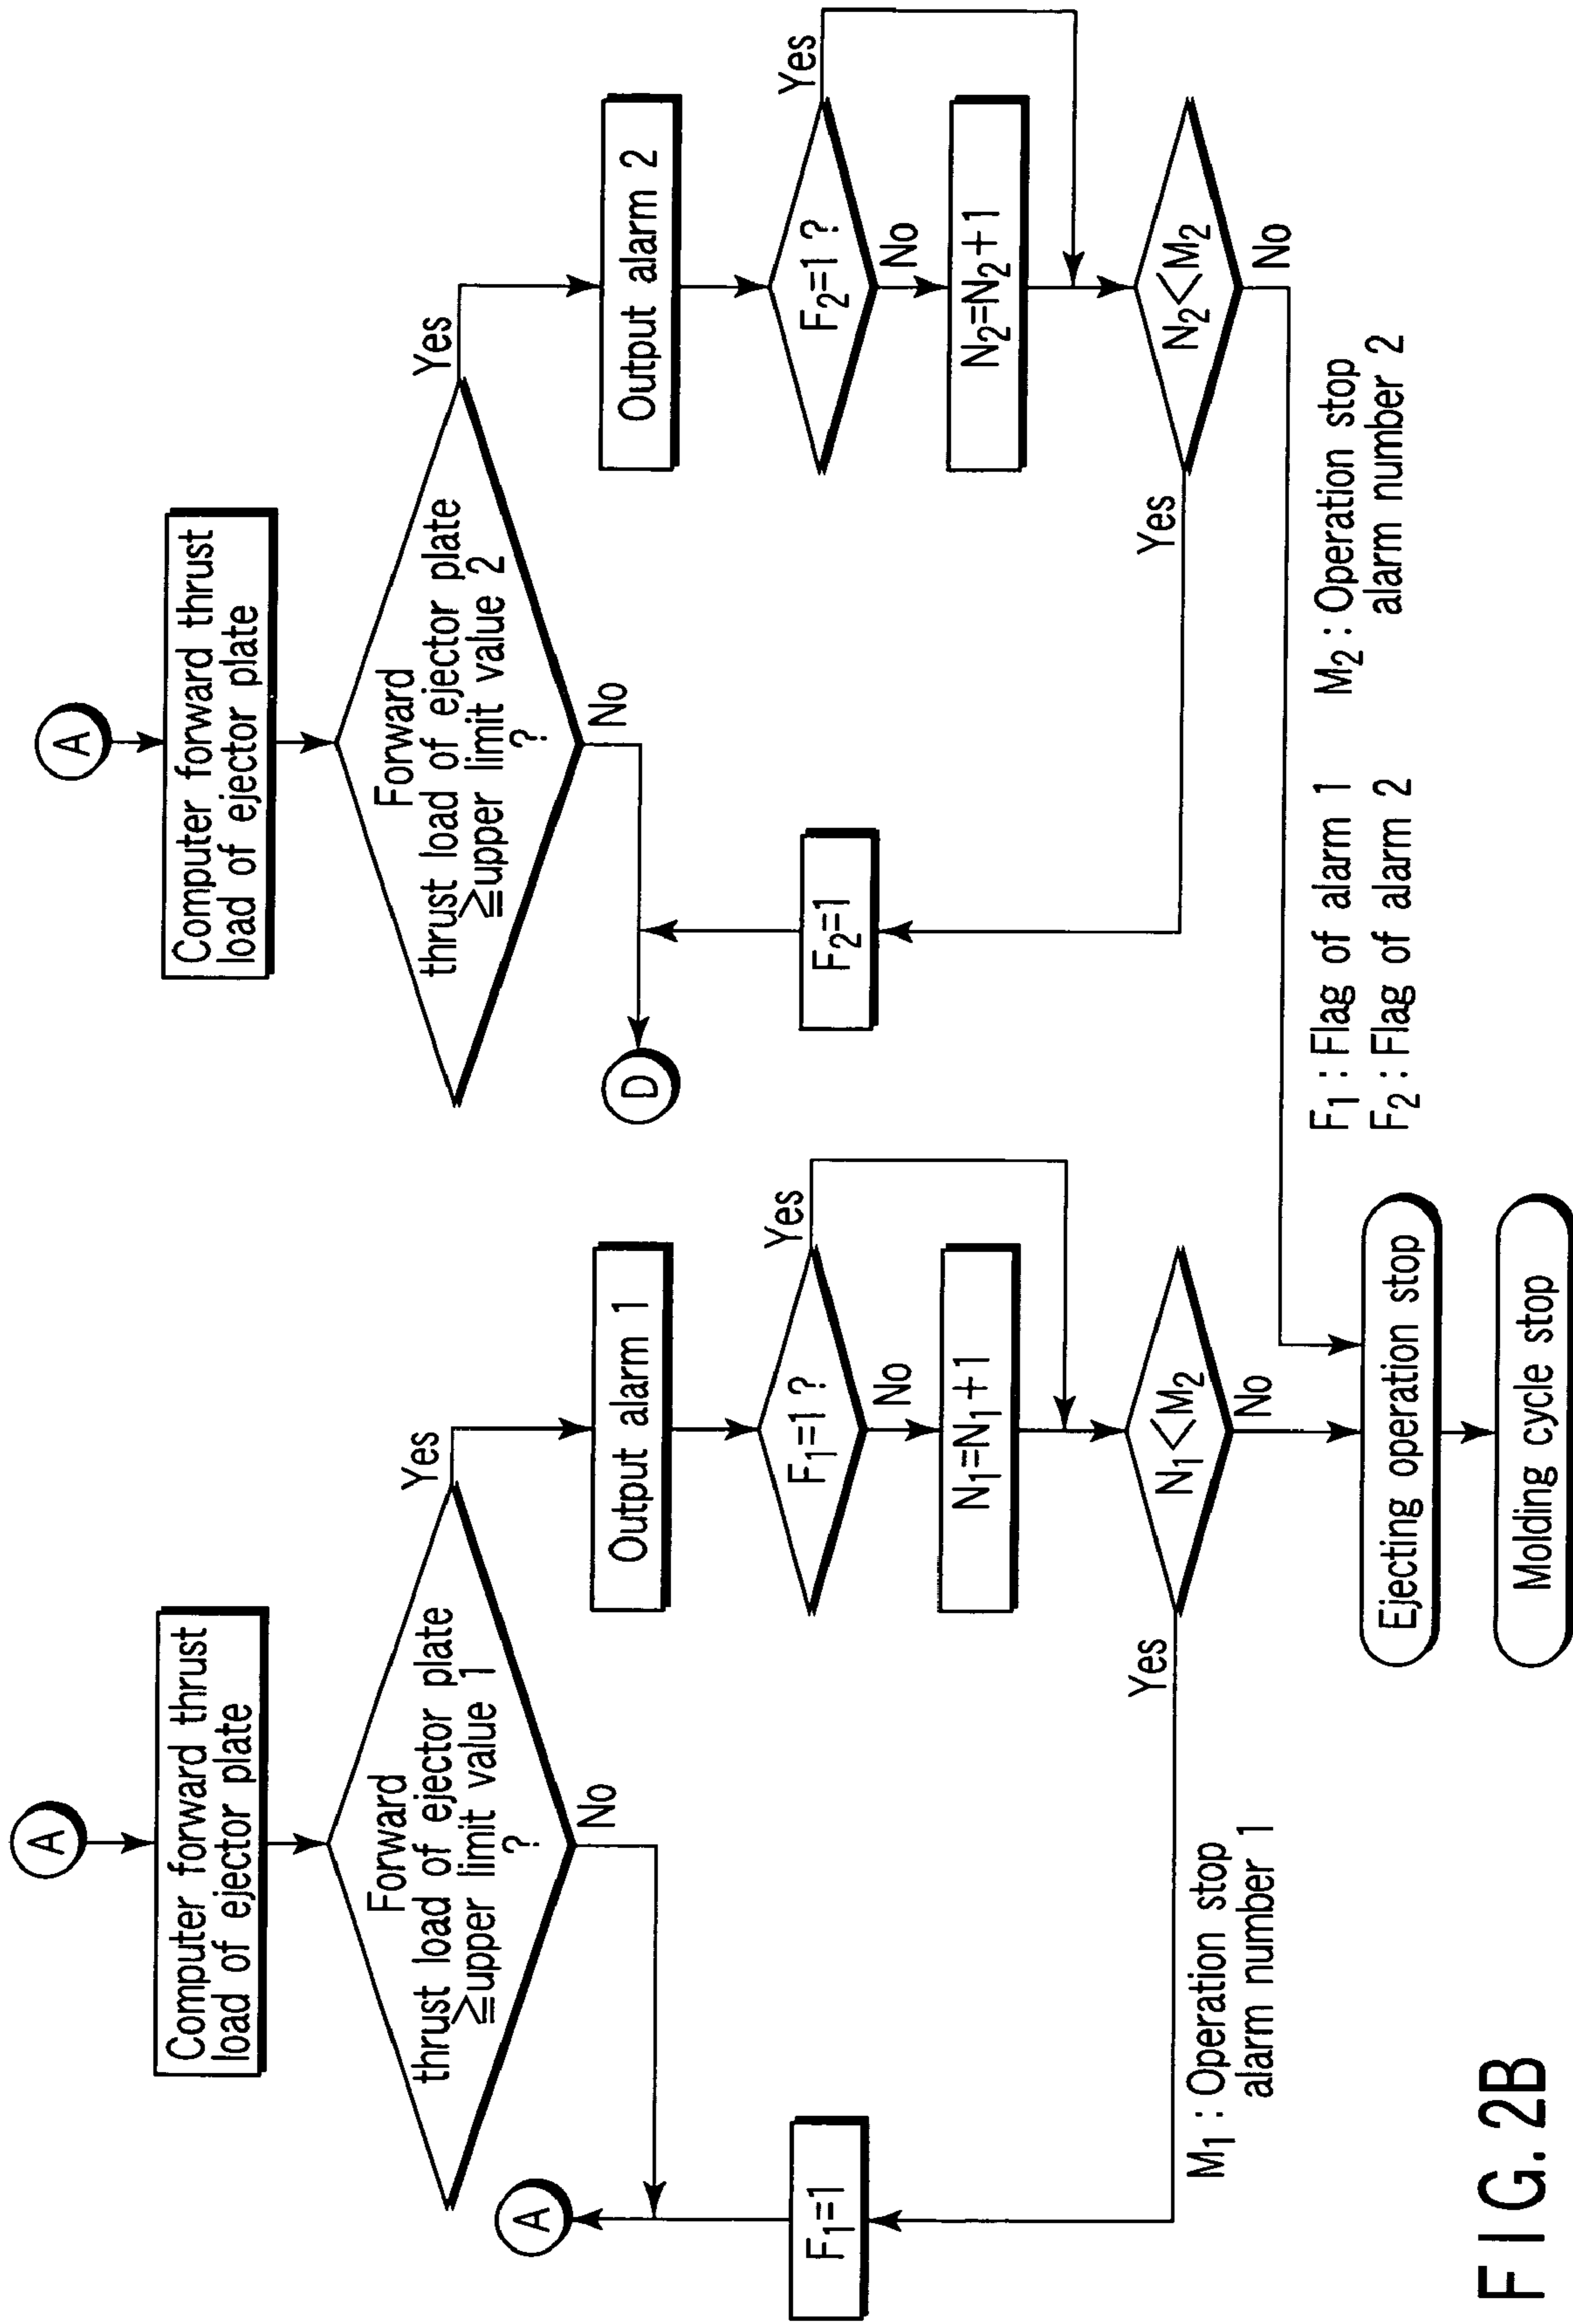 A
Computer forward thrust
load of ejector plate
Forward
thrust load of ejector plate
≧upper limit value 1
?
Yes
No
Output alarm 1
F1=1 ?
Yes
No
N1=N1+1
N1<M2
Yes
No
F1=1
A
M1 : Operation stop
alarm number 1
Ejecting operation stop
Molding cycle stop
A
Computer forward thrust
load of ejector plate
Forward
thrust load of ejector plate
≧upper limit value 2
?
Yes
No
D
Output alarm 2
F2=1 ?
Yes
No
N2=N2+1
N2<M2
Yes
No
F2=1
F1 : Flag of alarm 1
F2 : Flag of alarm 2
M2 : Operation stop
alarm number 2
FIG. 2B